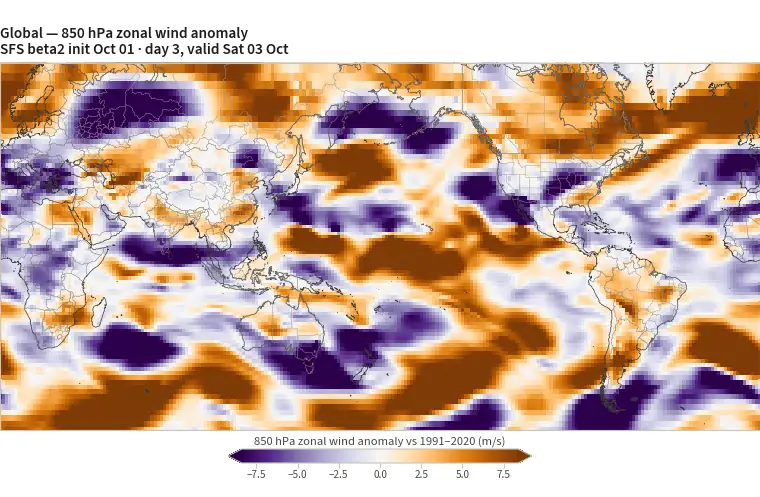 Global — 850 hPa zonal wind anomaly
SFS beta2 init Oct 01 · day 3, valid Sat 03 Oct
850 hPa zonal wind anomaly vs 1991–2020 (m/s)
−7.5 −5.0 −2.5 0.0 2.5 5.0 7.5